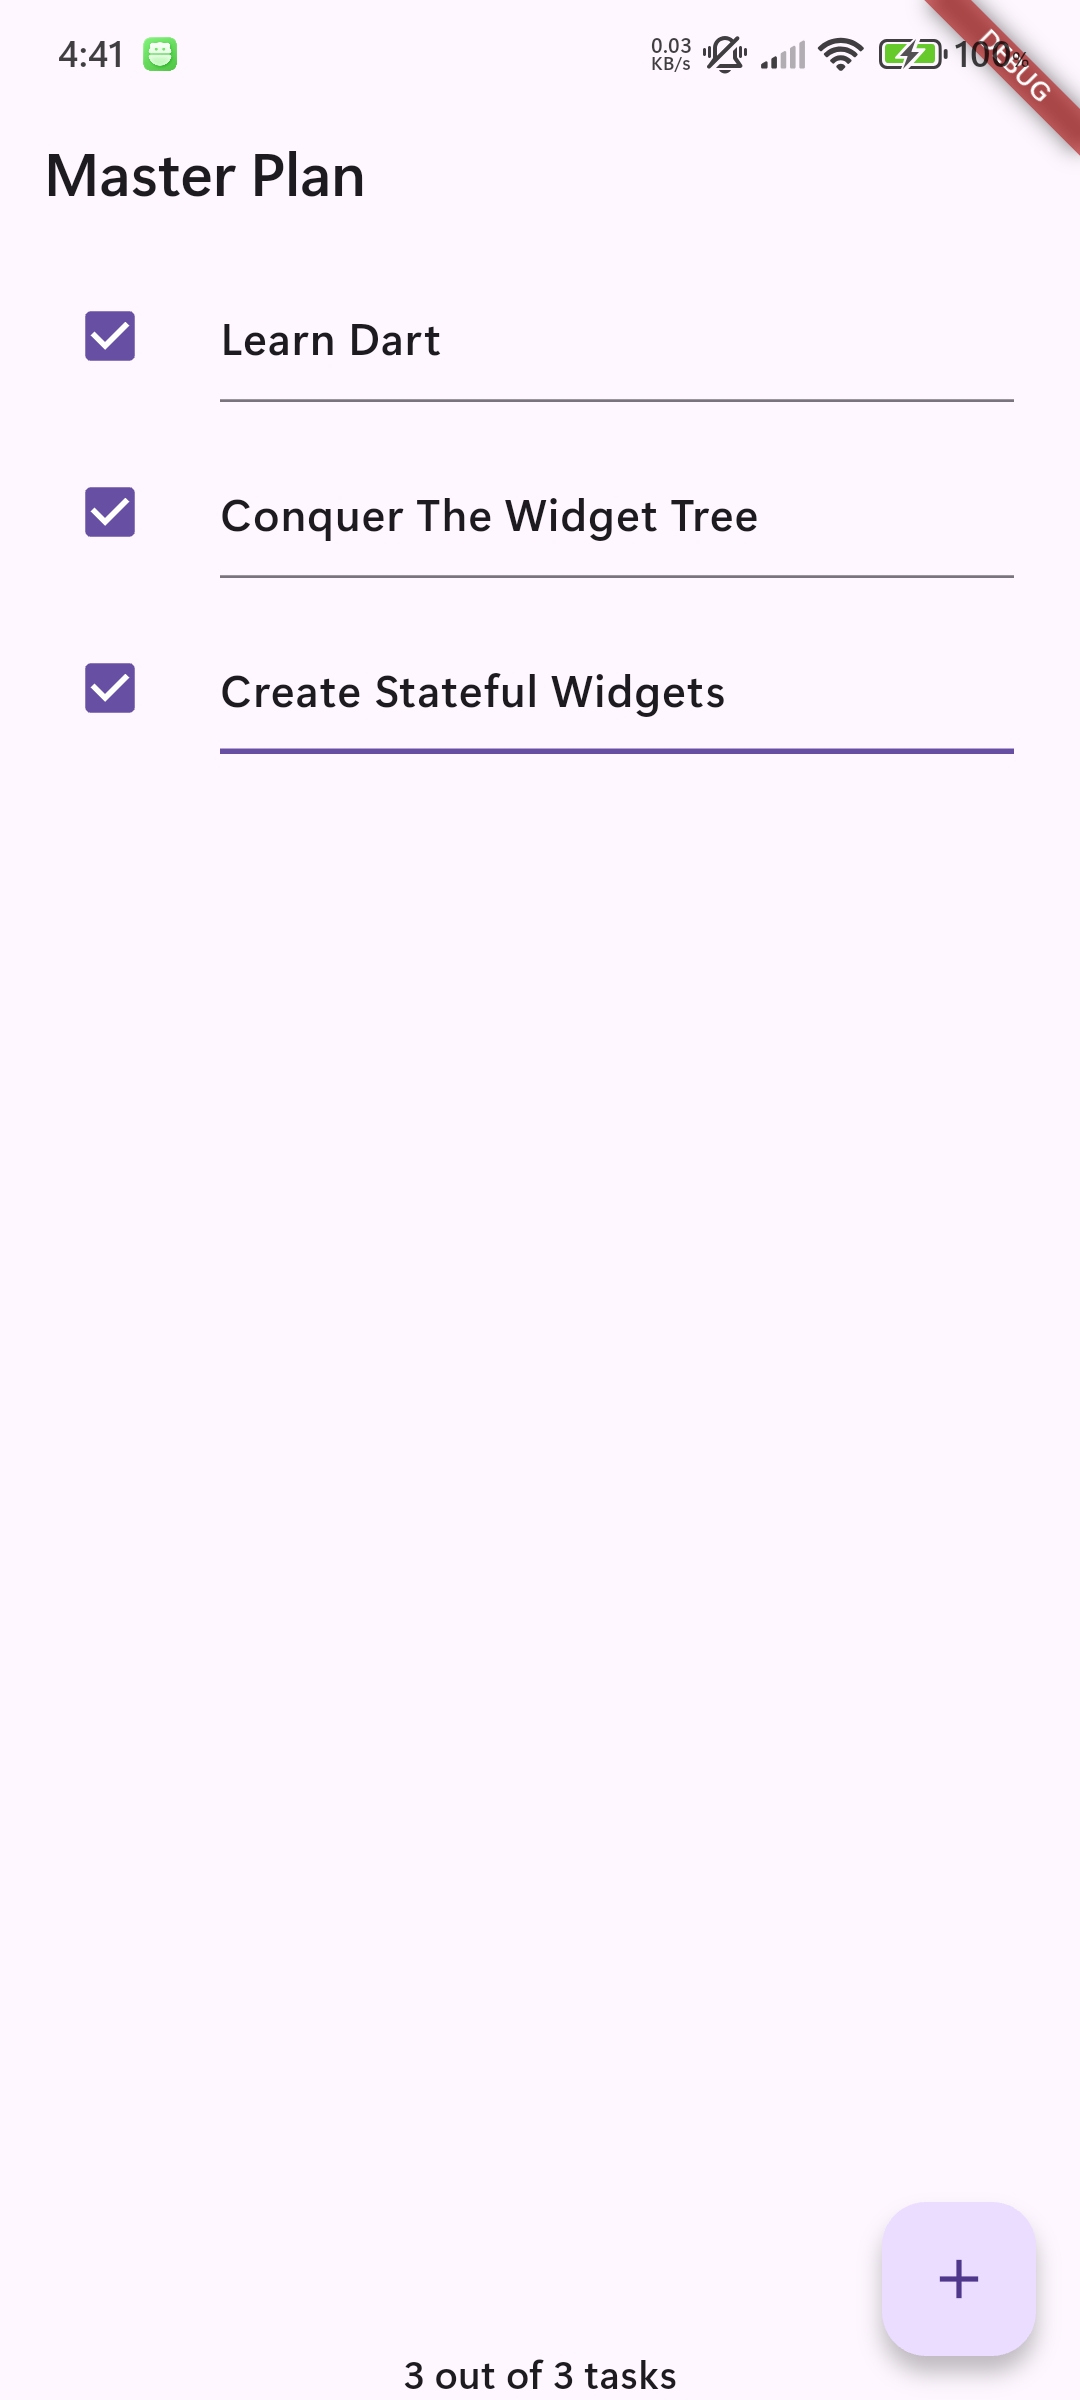 4:41
0.03
KB/s
100%
DEBUG
Master Plan
Learn Dart
Conquer The Widget Tree
Create Stateful Widgets
3 out of 3 tasks